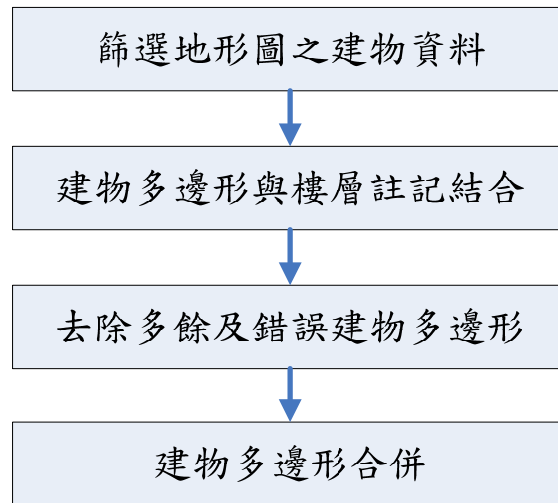 篩選地形圖之建物資料
建物多邊形與樓層註記結合
去除多餘及錯誤建物多邊形
建物多邊形合併